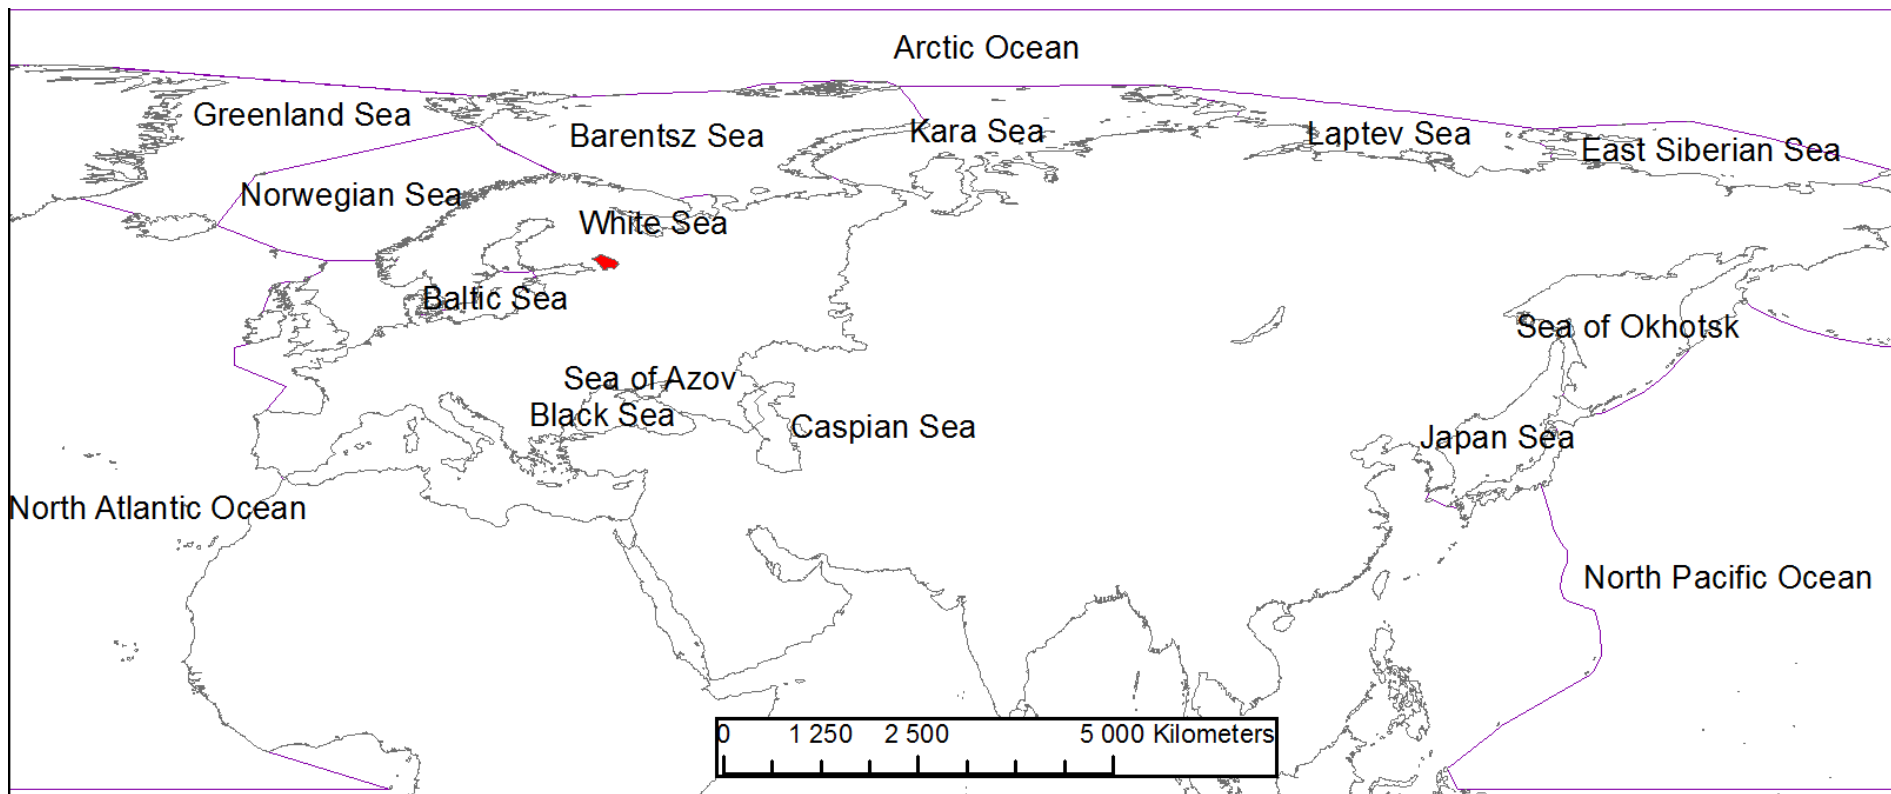 Arctic Ocean
Greenland Sea
Barentsz Sea
Kara Sea
Laptev Sea
East Siberian Sea
Norwegian Sea
White Sea
Baltic Sea
Sea of Okhotsk
Sea of Azov
Black Sea
Caspian Sea
Japan Sea
North Atlantic Ocean
North Pacific Ocean
0 1 250 2 500 5 000 Kilometers